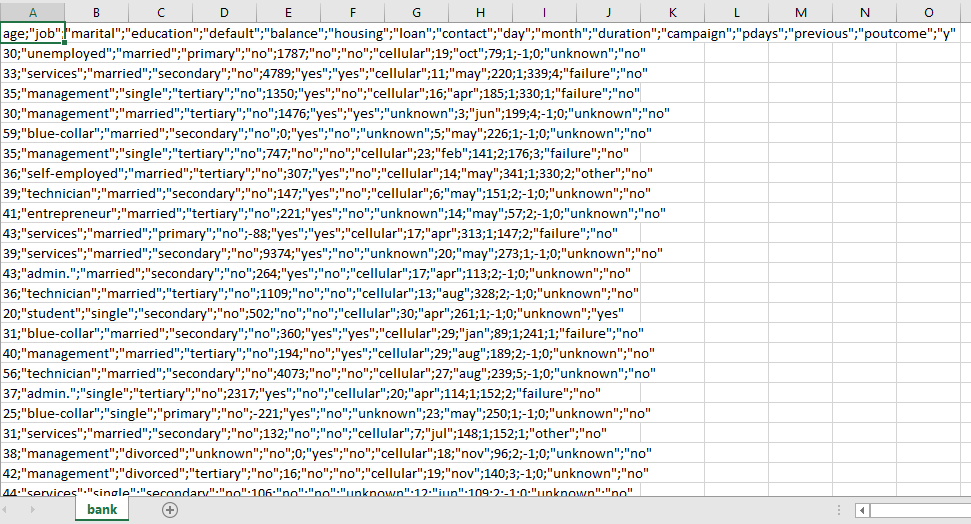 A B C D E F G H I J K L M N O
age;"job";"marital";"education";"default";"balance";"housing";"loan";"contact";"day";"month";"duration";"campaign";"pdays";"previous";"poutcome";"y"
30;"unemployed";"married";"primary";"no";1787;"no";"no";"cellular";19;"oct";79;1;-1;0;"unknown";"no"
33;"services";"married";"secondary";"no";4789;"yes";"yes";"cellular";11;"may";220;1;339;4;"failure";"no"
35;"management";"single";"tertiary";"no";1350;"yes";"no";"cellular";16;"apr";185;1;330;1;"failure";"no"
30;"management";"married";"tertiary";"no";1476;"yes";"yes";"unknown";3;"jun";199;4;-1;0;"unknown";"no"
59;"blue-collar";"married";"secondary";"no";0;"yes";"no";"unknown";5;"may";226;1;-1;0;"unknown";"no"
35;"management";"single";"tertiary";"no";747;"no";"no";"cellular";23;"feb";141;2;176;3;"failure";"no"
36;"self-employed";"married";"tertiary";"no";307;"yes";"no";"cellular";14;"may";341;1;330;2;"other";"no"
39;"technician";"married";"secondary";"no";147;"yes";"no";"cellular";6;"may";151;2;-1;0;"unknown";"no"
41;"entrepreneur";"married";"tertiary";"no";221;"yes";"no";"unknown";14;"may";57;2;-1;0;"unknown";"no"
43;"services";"married";"primary";"no";-88;"yes";"yes";"cellular";17;"apr";313;1;147;2;"failure";"no"
39;"services";"married";"secondary";"no";9374;"yes";"no";"unknown";20;"may";273;1;-1;0;"unknown";"no"
43;"admin.";"married";"secondary";"no";264;"yes";"no";"cellular";17;"apr";113;2;-1;0;"unknown";"no"
36;"technician";"married";"tertiary";"no";1109;"no";"no";"cellular";13;"aug";328;2;-1;0;"unknown";"no"
20;"student";"single";"secondary";"no";502;"no";"no";"cellular";30;"apr";261;1;-1;0;"unknown";"yes"
31;"blue-collar";"married";"secondary";"no";360;"yes";"yes";"cellular";29;"jan";89;1;241;1;"failure";"no"
40;"management";"married";"tertiary";"no";194;"no";"yes";"cellular";29;"aug";189;2;-1;0;"unknown";"no"
56;"technician";"married";"secondary";"no";4073;"no";"no";"cellular";27;"aug";239;5;-1;0;"unknown";"no"
37;"admin.";"single";"tertiary";"no";2317;"yes";"no";"cellular";20;"apr";114;1;152;2;"failure";"no"
25;"blue-collar";"single";"primary";"no";-221;"yes";"no";"unknown";23;"may";250;1;-1;0;"unknown";"no"
31;"services";"married";"secondary";"no";132;"no";"no";"cellular";7;"jul";148;1;152;1;"other";"no"
38;"management";"divorced";"unknown";"no";0;"yes";"no";"cellular";18;"nov";96;2;-1;0;"unknown";"no"
42;"management";"divorced";"tertiary";"no";16;"no";"no";"cellular";19;"nov";140;3;-1;0;"unknown";"no"
44;"services";"single";"secondary";"no";106;"no";"no";"unknown";12;"jun";109;2;-1;0;"unknown";"no"
bank